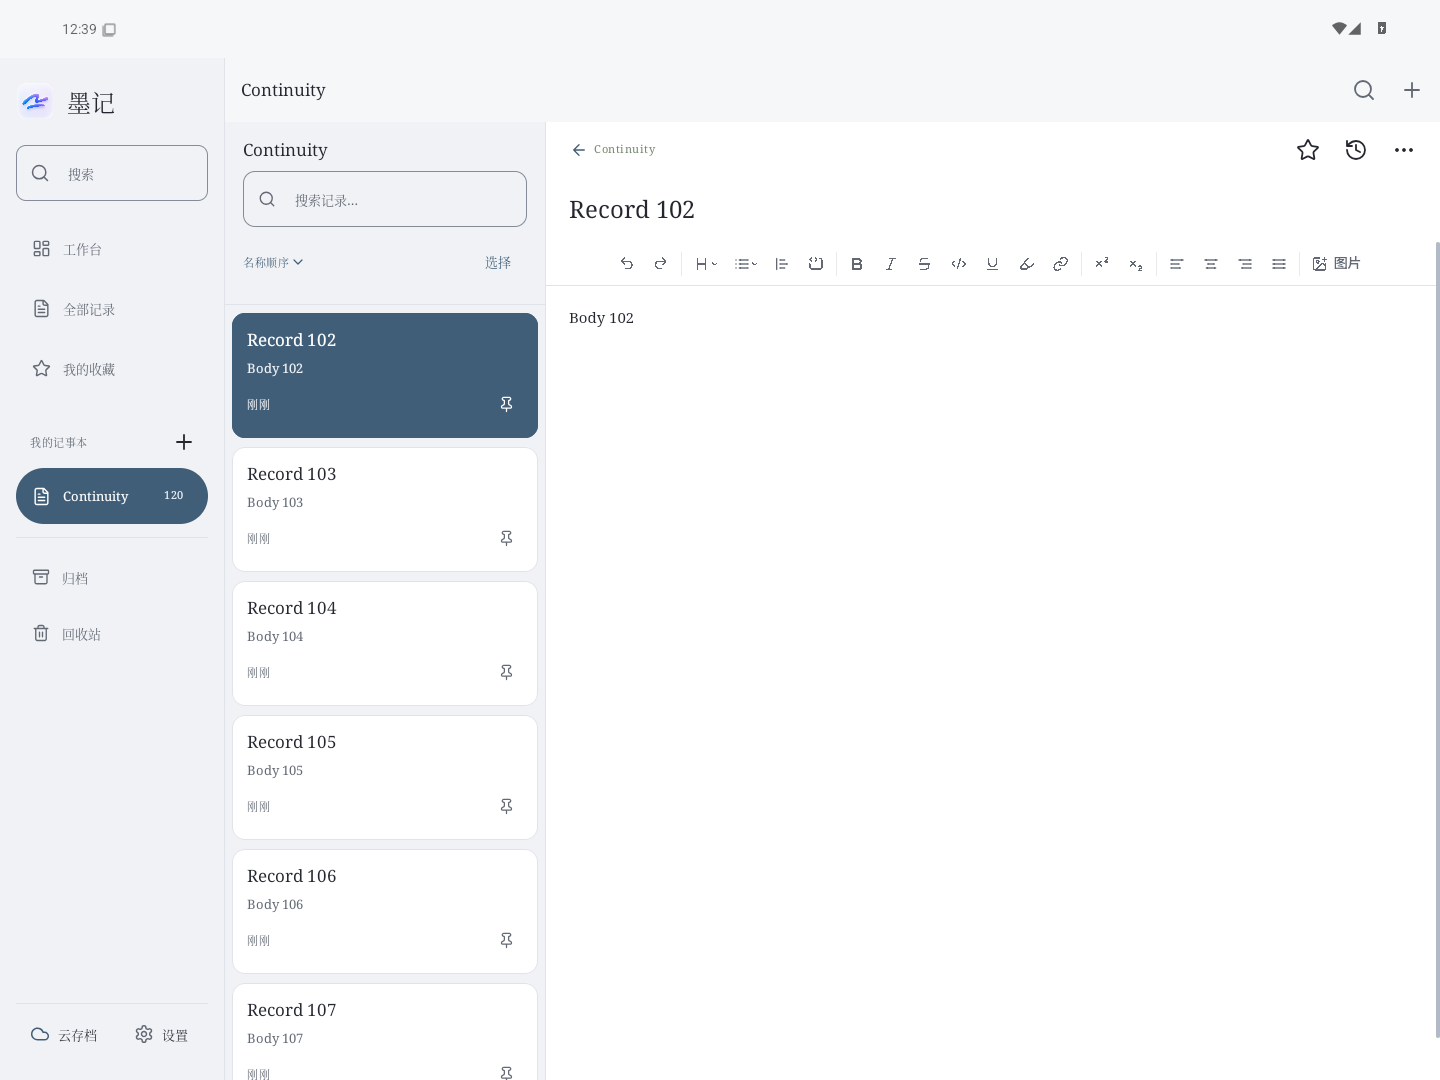 12:39
墨记
搜索
工作台
全部记录
我的收藏
我的记事本
Continuity 120
归档
回收站
云存档 设置
Continuity
Continuity
搜索记录...
名称顺序 选择
Record 102
Body 102
刚刚
Record 103
Body 103
刚刚
Record 104
Body 104
刚刚
Record 105
Body 105
刚刚
Record 106
Body 106
刚刚
Record 107
Body 107
刚刚
Continuity
Record 102
图片
Body 102